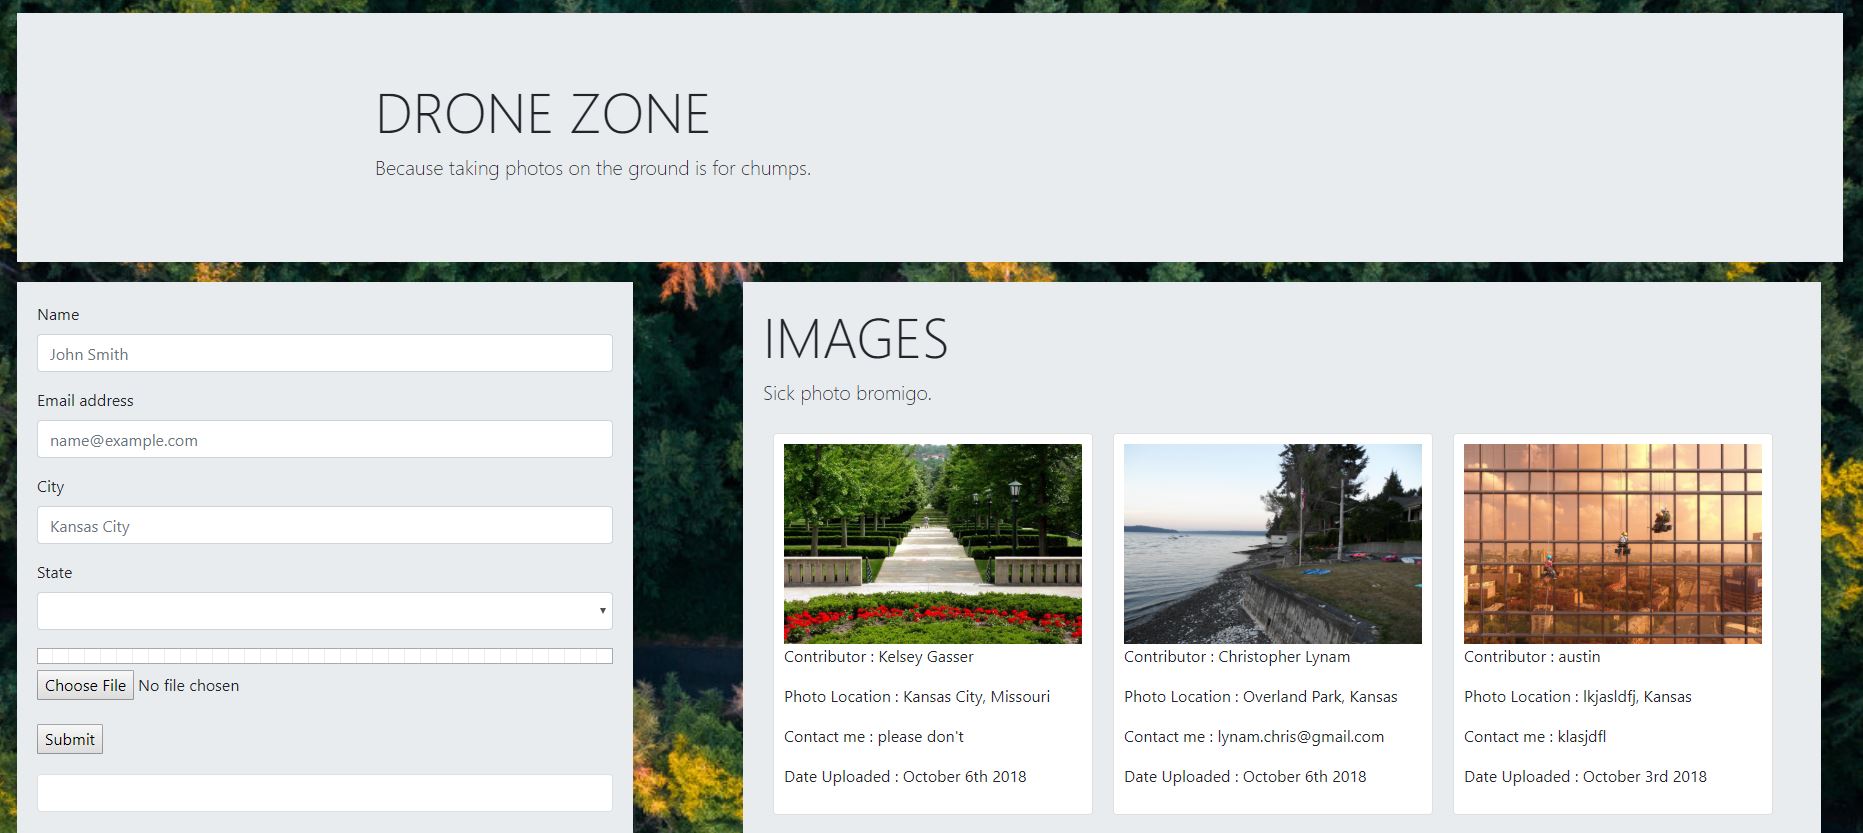 DRONE ZONE
Because taking photos on the ground is for chumps.
Name
John Smith
Email address
name@example.com
City
Kansas City
State
Choose File No file chosen
Submit
IMAGES
Sick photo bromigo.
Contributor : Kelsey Gasser
Photo Location : Kansas City, Missouri
Contact me : please don't
Date Uploaded : October 6th 2018
Contributor : Christopher Lynam
Photo Location : Overland Park, Kansas
Contact me : lynam.chris@gmail.com
Date Uploaded : October 6th 2018
Contributor : austin
Photo Location : lkjasldfj, Kansas
Contact me : klasjdfl
Date Uploaded : October 3rd 2018